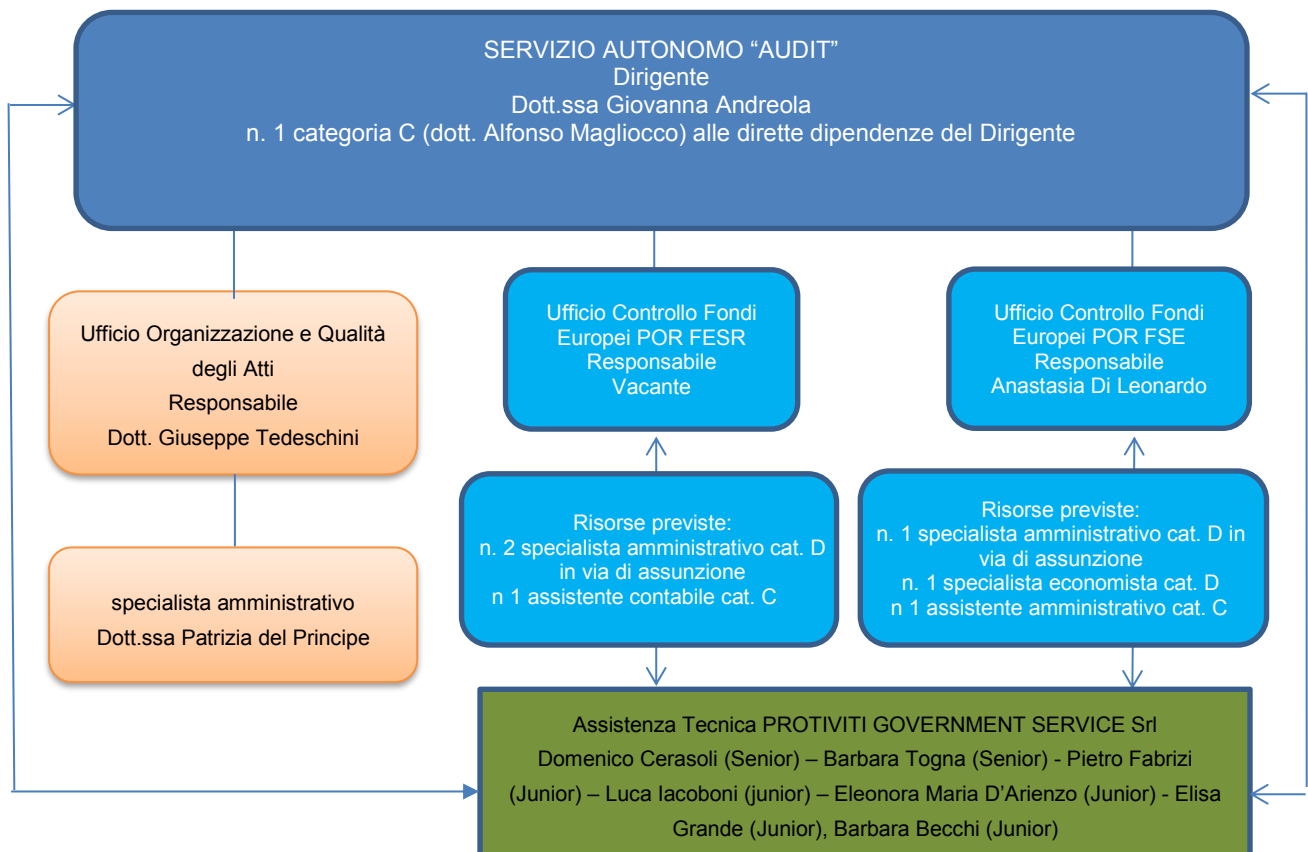 SERVIZIO AUTONOMO “AUDIT”
Dirigente
Dott.ssa Giovanna Andreola
n. 1 categoria C (dott. Alfonso Magliocco) alle dirette dipendenze del Dirigente
Ufficio Organizzazione e Qualità
degli Atti
Responsabile
Dott. Giuseppe Tedeschini
Ufficio Controllo Fondi
Europei POR FESR
Responsabile
Vacante
Ufficio Controllo Fondi
Europei POR FSE
Responsabile
Anastasia Di Leonardo
specialista amministrativo
Dott.ssa Patrizia del Principe
Risorse previste:
n. 2 specialista amministrativo cat. D
in via di assunzione
n 1 assistente contabile cat. C
Risorse previste:
n. 1 specialista amministrativo cat. D in
via di assunzione
n. 1 specialista economista cat. D
n 1 assistente amministrativo cat. C
Assistenza Tecnica PROTIVITI GOVERNMENT SERVICE Srl
Domenico Cerasoli (Senior) – Barbara Togna (Senior) - Pietro Fabrizi
(Junior) – Luca Iacoboni (junior) – Eleonora Maria D’Arienzo (Junior) - Elisa
Grande (Junior), Barbara Becchi (Junior)